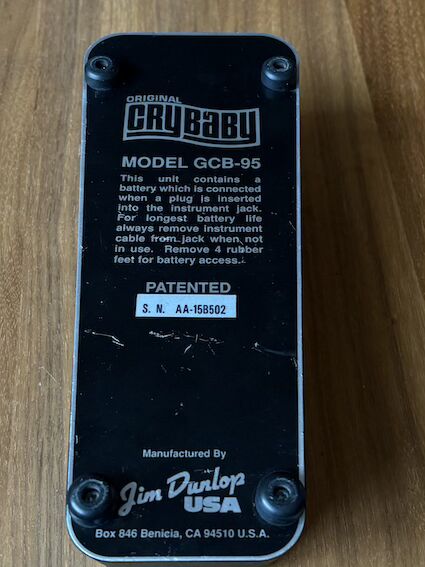 ORIGINAL
CRYBABY
MODEL GCB-95
This unit contains a
battery which is connected
when a plug is inserted
into the instrument jack.
For longest battery life
always remove instrument
cable from jack when not
in use. Remove 4 rubber
feet for battery access.
PATENTED
S. N. AA-15B502
Manufactured By
Jim Dunlop
USA
Box 846 Benicia, CA 94510 U.S.A.